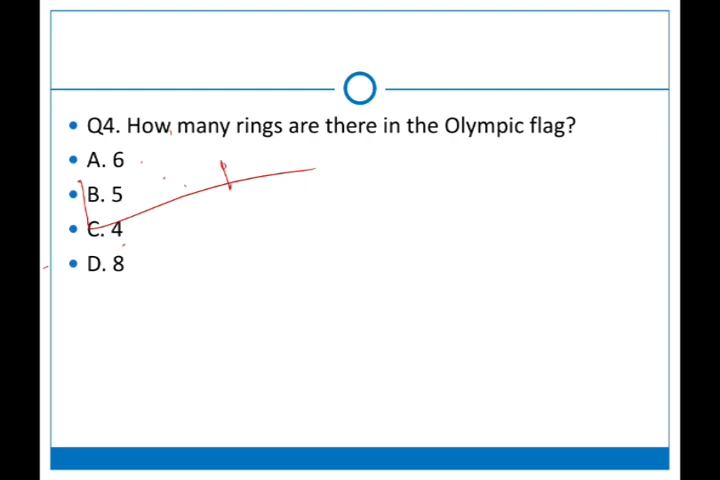 Q4. How many rings are there in the Olympic flag?
A. 6
B. 5
C. 4
D. 8